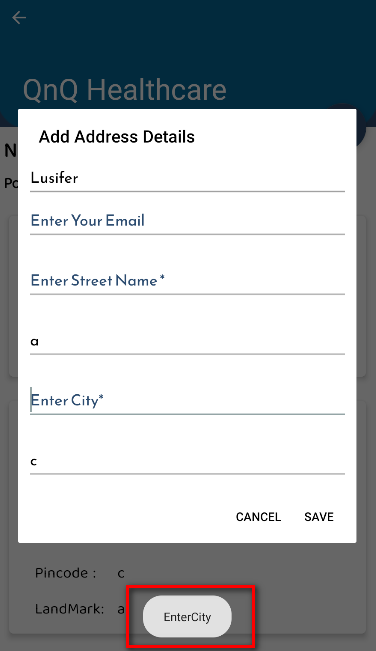 QnQ Healthcare
Add Address Details
N
Po
Lusifer
Enter Your Email
Enter Street Name *
a
Enter City*
c
CANCEL SAVE
Pincode : c
LandMark: a
EnterCity